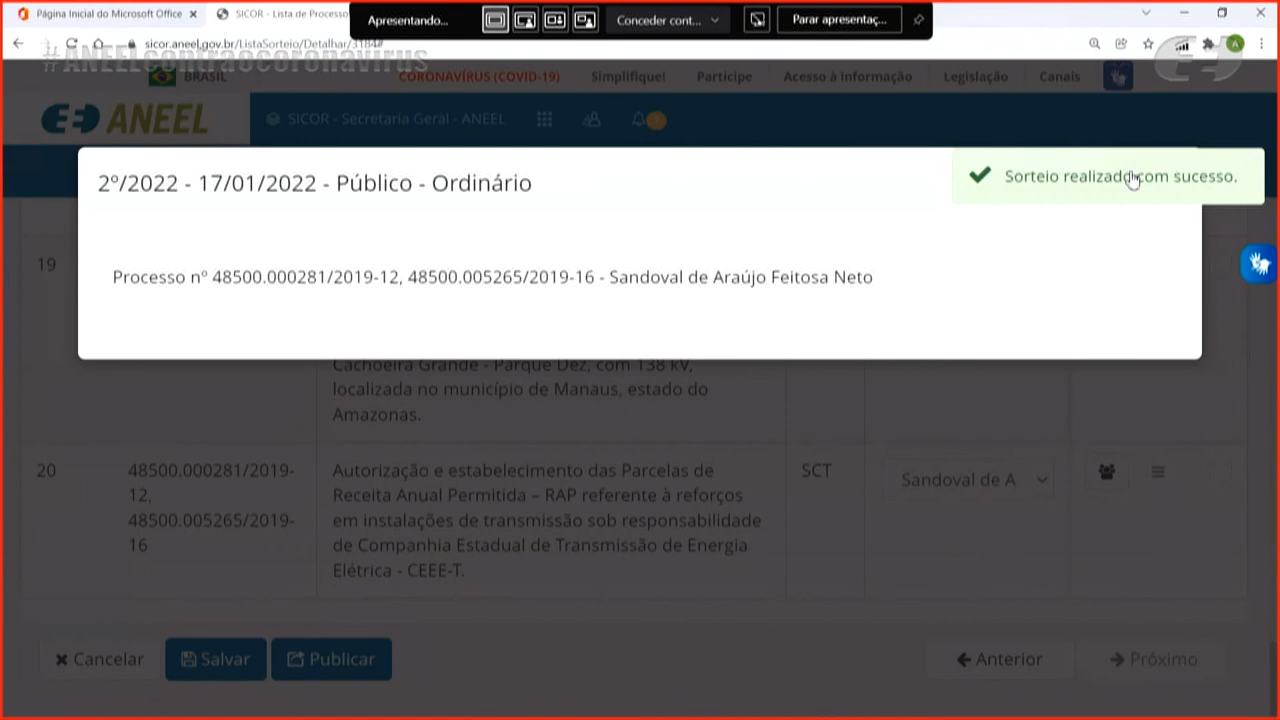 Página Inicial do Microsoft Office
SICOR - Lista de Processo
Apresentando...
Conceder cont...
Parar apresentaç...
sicor.aneel.gov.br/ListaSorteio/Detalhar/3184#
#ANEELcontraocoronavírus
BRASIL
CORONAVÍRUS (COVID-19)
Simplifique!
Participe
Acesso à informação
Legislação
Canais
ANEEL
SICOR - Secretaria Geral - ANEEL
2º/2022 - 17/01/2022 - Público - Ordinário
Sorteio realizado com sucesso.
19
Processo nº 48500.000281/2019-12, 48500.005265/2019-16 - Sandoval de Araújo Feitosa Neto
Cachoeira Grande - Parque Dez, com 138 kV,
localizada no município de Manaus, estado do
Amazonas.
20
48500.000281/2019-
12,
48500.005265/2019-
16
Autorização e estabelecimento das Parcelas de
Receita Anual Permitida – RAP referente à reforços
em instalações de transmissão sob responsabilidade
de Companhia Estadual de Transmissão de Energia
Elétrica - CEEE-T.
SCT
Sandoval de A
Cancelar
Salvar
Publicar
Anterior
Próximo